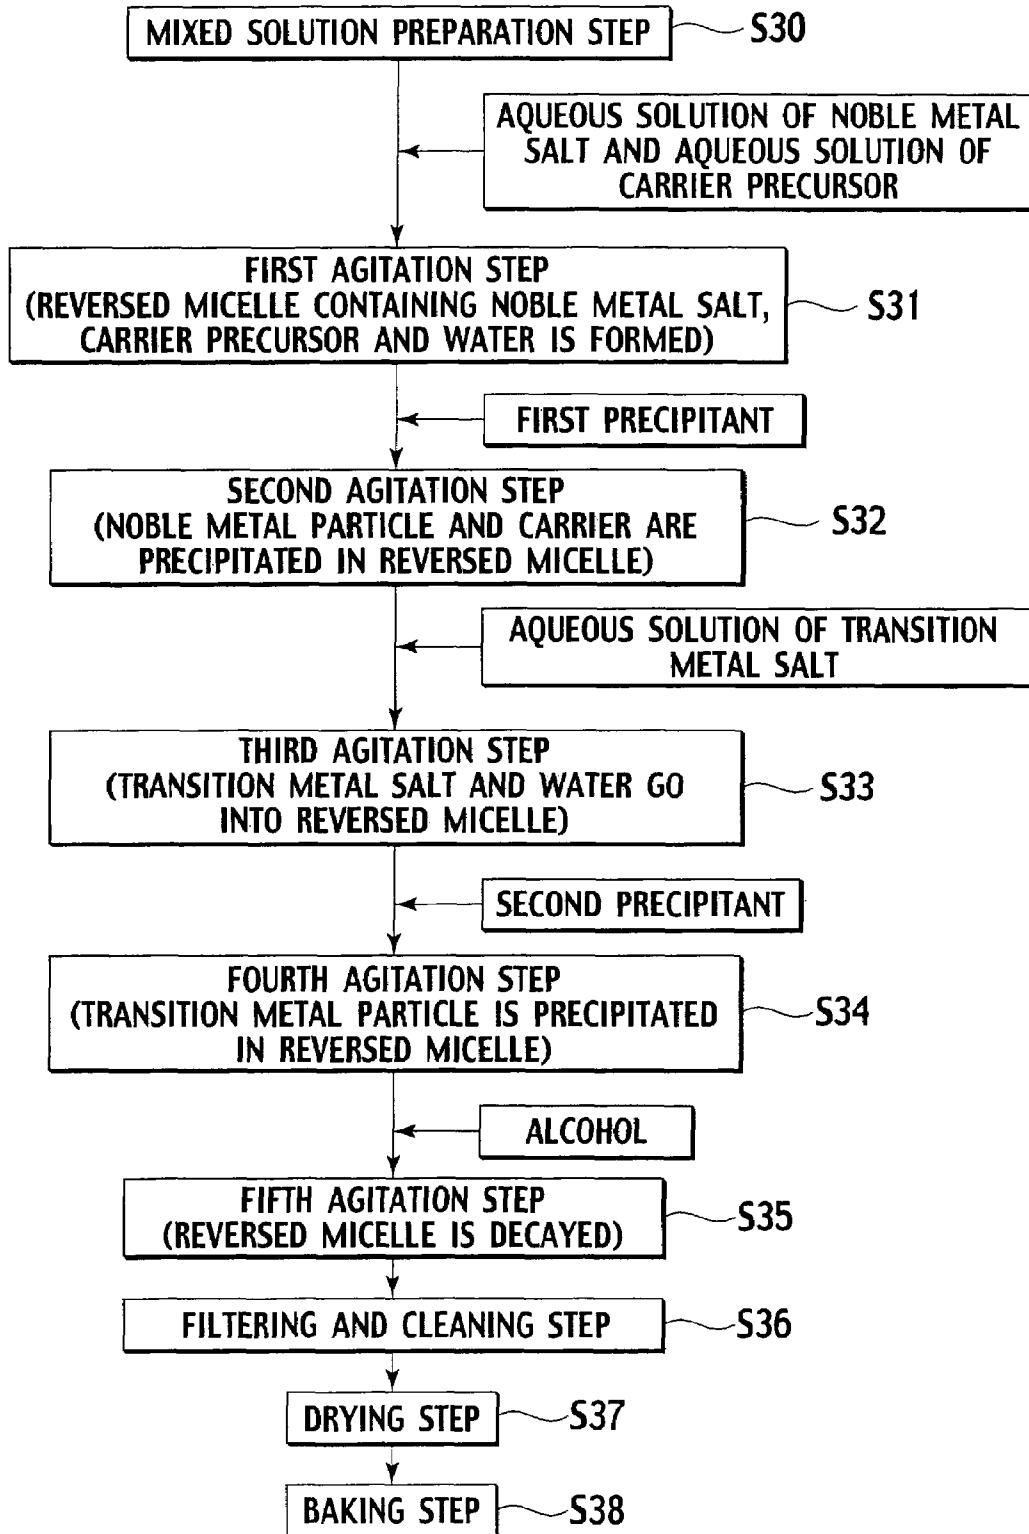 MIXED SOLUTION PREPARATION STEP
S30
AQUEOUS SOLUTION OF NOBLE METAL
SALT AND AQUEOUS SOLUTION OF
CARRIER PRECURSOR
FIRST AGITATION STEP
(REVERSED MICELLE CONTAINING NOBLE METAL SALT,
CARRIER PRECURSOR AND WATER IS FORMED)
S31
FIRST PRECIPITANT
SECOND AGITATION STEP
(NOBLE METAL PARTICLE AND CARRIER ARE
PRECIPITATED IN REVERSED MICELLE)
S32
AQUEOUS SOLUTION OF TRANSITION
METAL SALT
THIRD AGITATION STEP
(TRANSITION METAL SALT AND WATER GO
INTO REVERSED MICELLE)
S33
SECOND PRECIPITANT
FOURTH AGITATION STEP
(TRANSITION METAL PARTICLE IS PRECIPITATED
IN REVERSED MICELLE)
S34
ALCOHOL
FIFTH AGITATION STEP
(REVERSED MICELLE IS DECAYED)
S35
FILTERING AND CLEANING STEP
S36
DRYING STEP
S37
BAKING STEP
S38